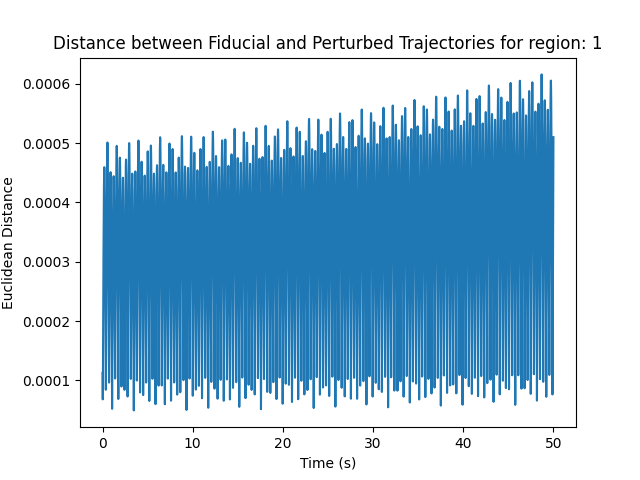 Distance between Fiducial and Perturbed Trajectories for region: 1
Euclidean Distance
0.0006
0.0005
0.0004
0.0003
0.0002
0.0001
0 10 20 30 40 50
Time (s)